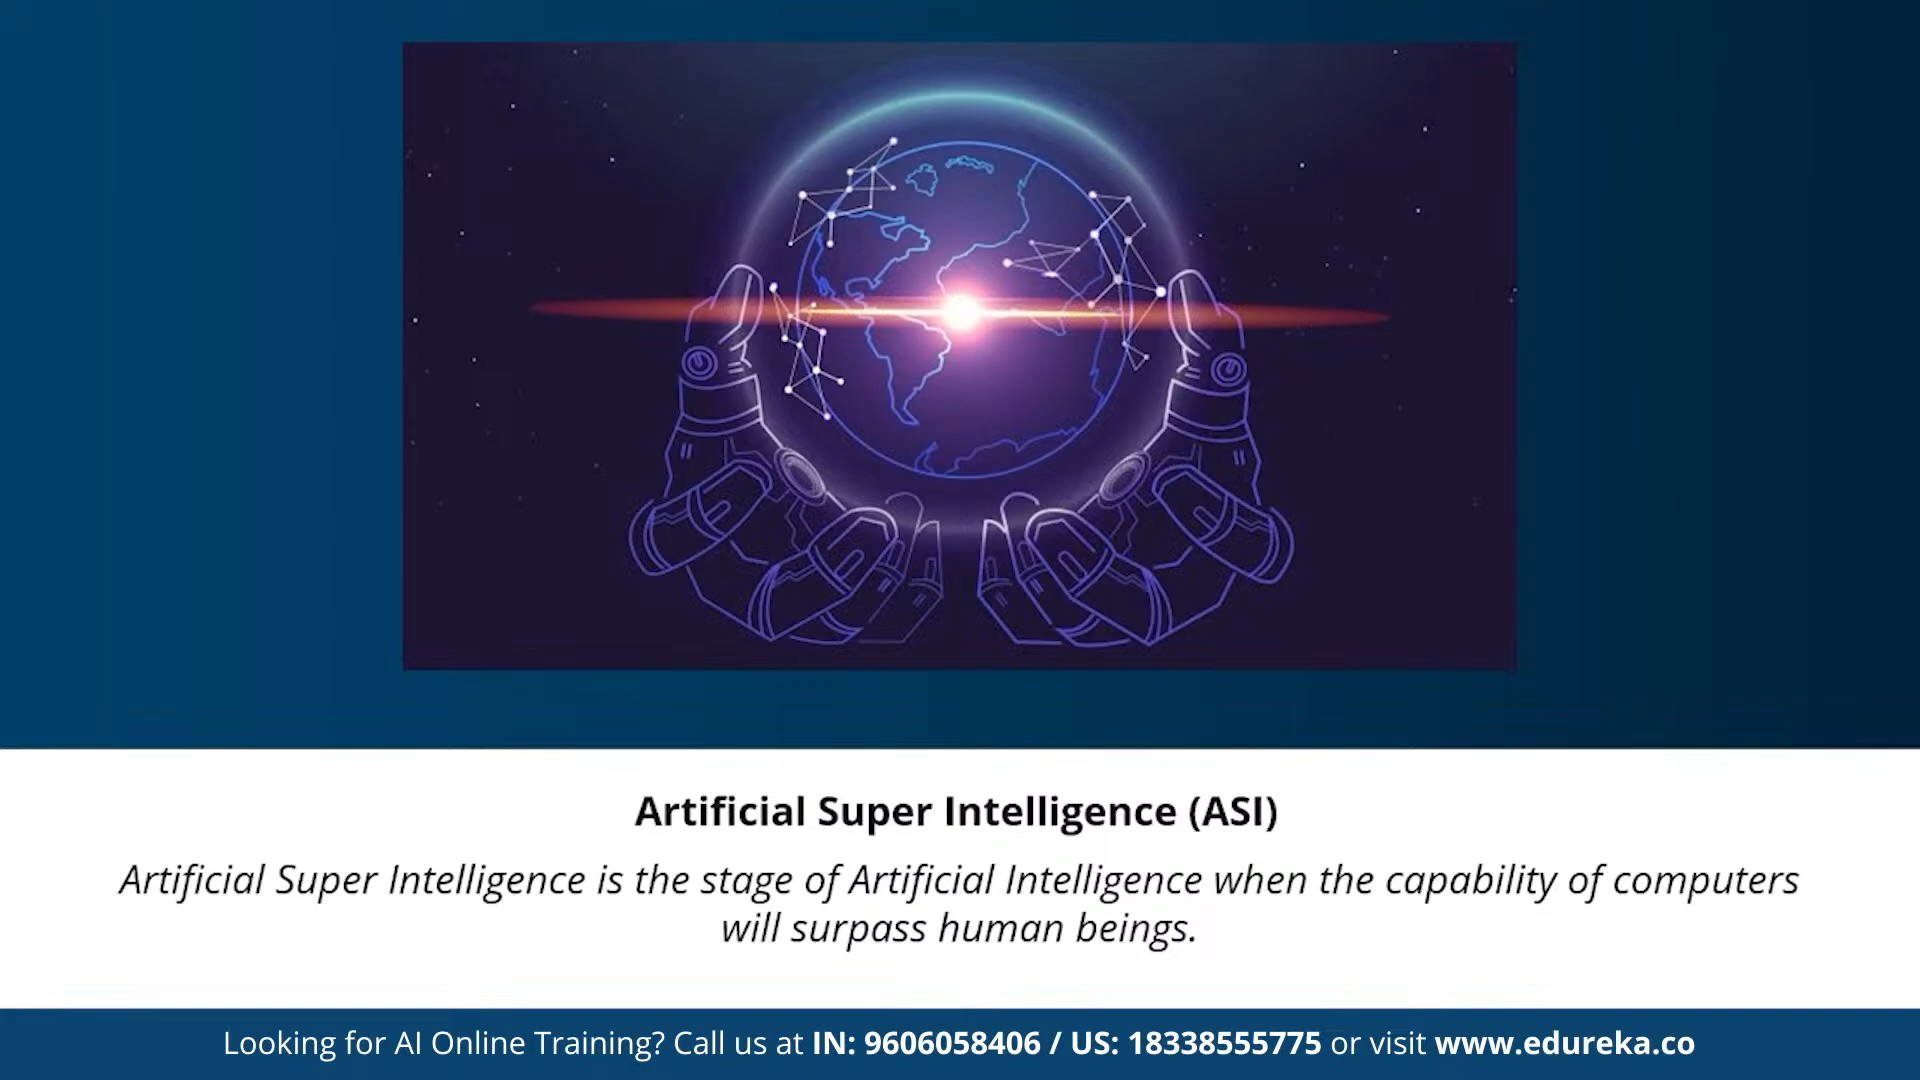 Artificial Super Intelligence (ASI)
Artificial Super Intelligence is the stage of Artificial Intelligence when the capability of computers
will surpass human beings.
Looking for AI Online Training? Call us at IN: 9606058406 / US: 18338555775 or visit www.edureka.co